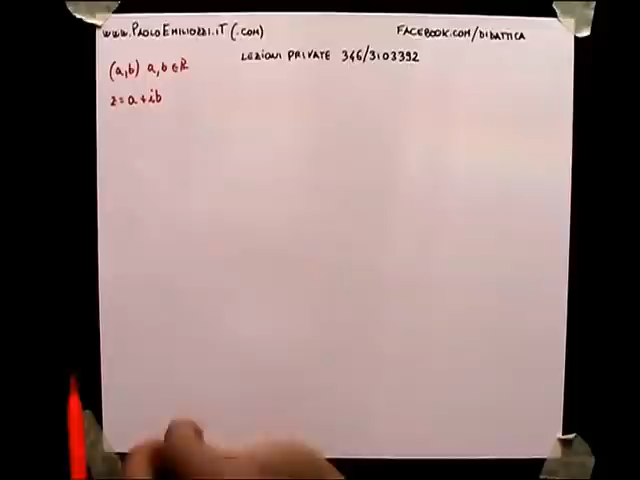 www.PaoloEmiliozzi.iT (.com)
FACEBOOK.COM/DIDATTICA
LEZIONI PRIVATE 346/3103392
(a,b) a,b ∈ R
z = a + ib